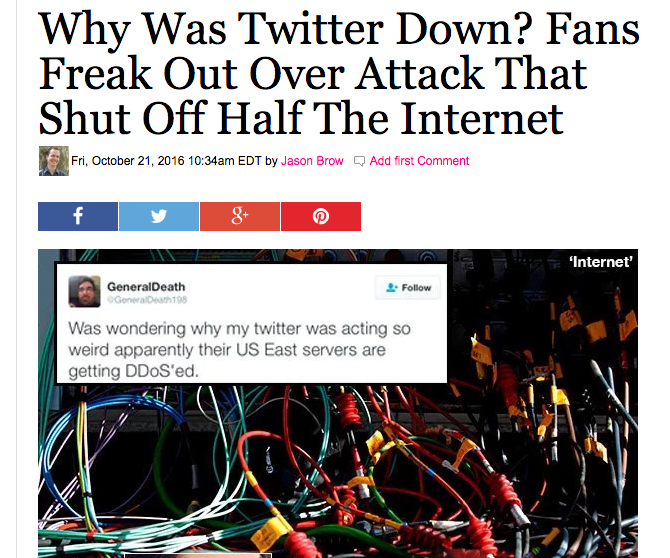 Why Was Twitter Down? Fans
Freak Out Over Attack That
Shut Off Half The Internet
Fri, October 21, 2016 10:34am EDT by Jason Brow Add first Comment
f
g+
'Internet'
GeneralDeath
@GeneralDeath198
Follow
Was wondering why my twitter was acting so
weird apparently their US East servers are
getting DDoS'ed.